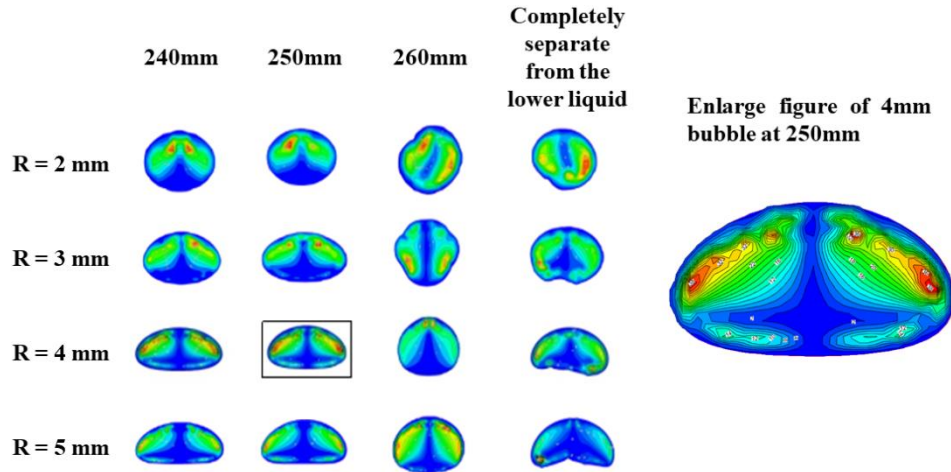 Completely
separate
from the
lower liquid
240mm
250mm
260mm
Enlarge figure of 4mm
bubble at 250mm
R = 2 mm
R = 3 mm
R = 4 mm
R = 5 mm